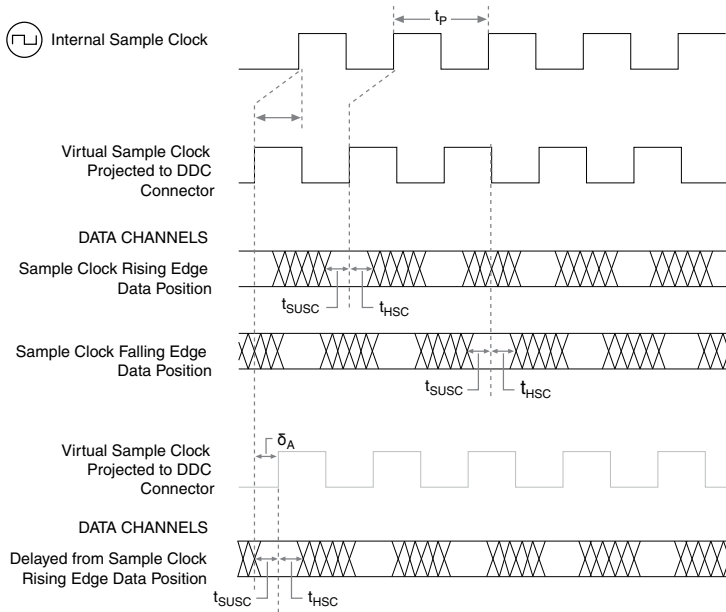 t_P
Internal Sample Clock
Virtual Sample Clock
Projected to DDC
Connector
DATA CHANNELS
Sample Clock Rising Edge
Data Position
t_SUSC
t_HSC
Sample Clock Falling Edge
Data Position
t_SUSC
t_HSC
δ_A
Virtual Sample Clock
Projected to DDC
Connector
DATA CHANNELS
Delayed from Sample Clock
Rising Edge Data Position
t_SUSC
t_HSC